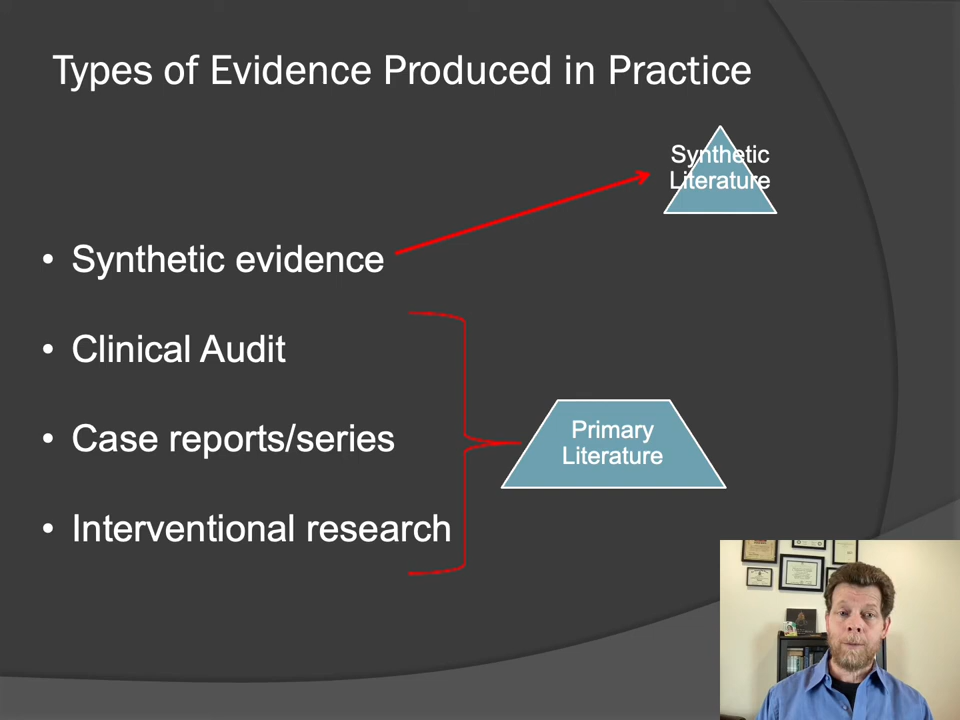 Types of Evidence Produced in Practice
Synthetic
Literature
• Synthetic evidence
• Clinical Audit
• Case reports/series
Primary
Literature
• Interventional research